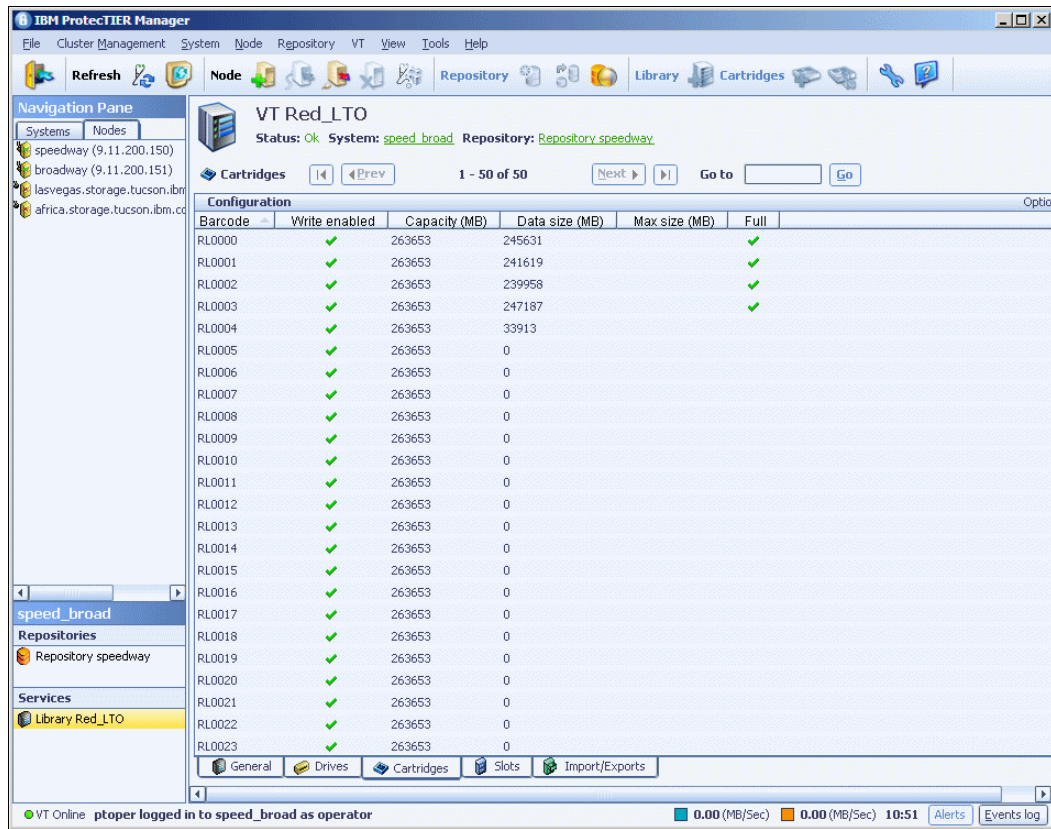 IBM ProtecTIER Manager
File Cluster Management System Node Repository VT View Tools Help
Refresh Node Repository Library Cartridges
Navigation Pane
Systems Nodes
speedway (9.11.200.150)
broadway (9.11.200.151)
lasvegas.storage.tucson.ibm
africa.storage.tucson.ibm.co
VT Red_LTO
Status: Ok System: speed_broad Repository: Repository speedway
Cartridges Prev 1 - 50 of 50 Next Go to Go
Configuration Optio
Barcode Write enabled Capacity (MB) Data size (MB) Max size (MB) Full
RL0000 263653 245631
RL0001 263653 241619
RL0002 263653 239958
RL0003 263653 247187
RL0004 263653 33913
RL0005 263653 0
RL0006 263653 0
RL0007 263653 0
RL0008 263653 0
RL0009 263653 0
RL0010 263653 0
RL0011 263653 0
RL0012 263653 0
RL0013 263653 0
RL0014 263653 0
RL0015 263653 0
RL0016 263653 0
RL0017 263653 0
RL0018 263653 0
RL0019 263653 0
RL0020 263653 0
RL0021 263653 0
RL0022 263653 0
RL0023 263653 0
speed_broad
Repositories
Repository speedway
Services
Library Red_LTO
General Drives Cartridges Slots Import/Exports
VT Online ptoper logged in to speed_broad as operator 0.00 (MB/Sec) 0.00 (MB/Sec) 10:51 Alerts Events log